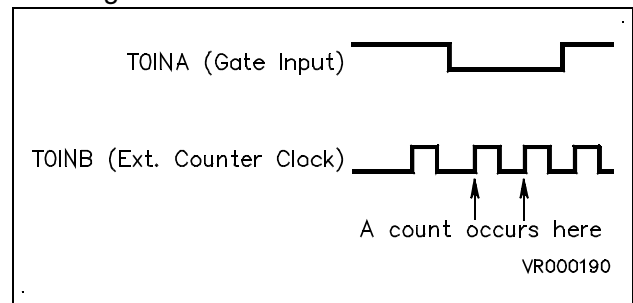 T0INA (Gate Input)
T0INB (Ext. Counter Clock)
A count occurs here
VR000190